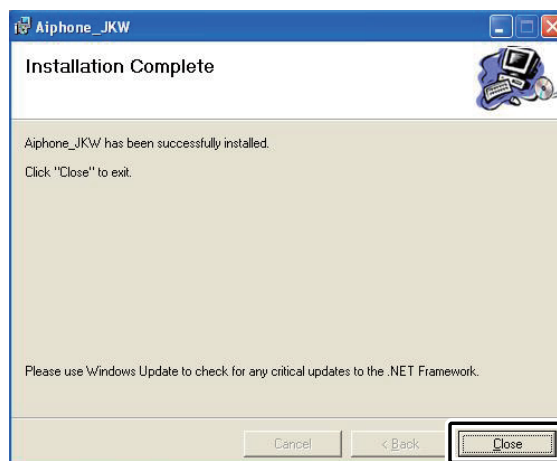 Aiphone_JKW
Installation Complete
Aiphone_JKW has been successfully installed.
Click "Close" to exit.
Please use Windows Update to check for any critical updates to the .NET Framework.
Cancel
< Back
Close